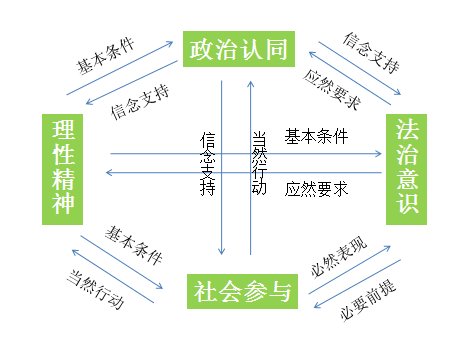 政治认同
基本条件
信念支持
信念支持
应然要求
理性精神
信念支持
当然行动
基本条件
应然要求
法治意识
基本条件
当然行动
社会参与
必然表现
必要前提